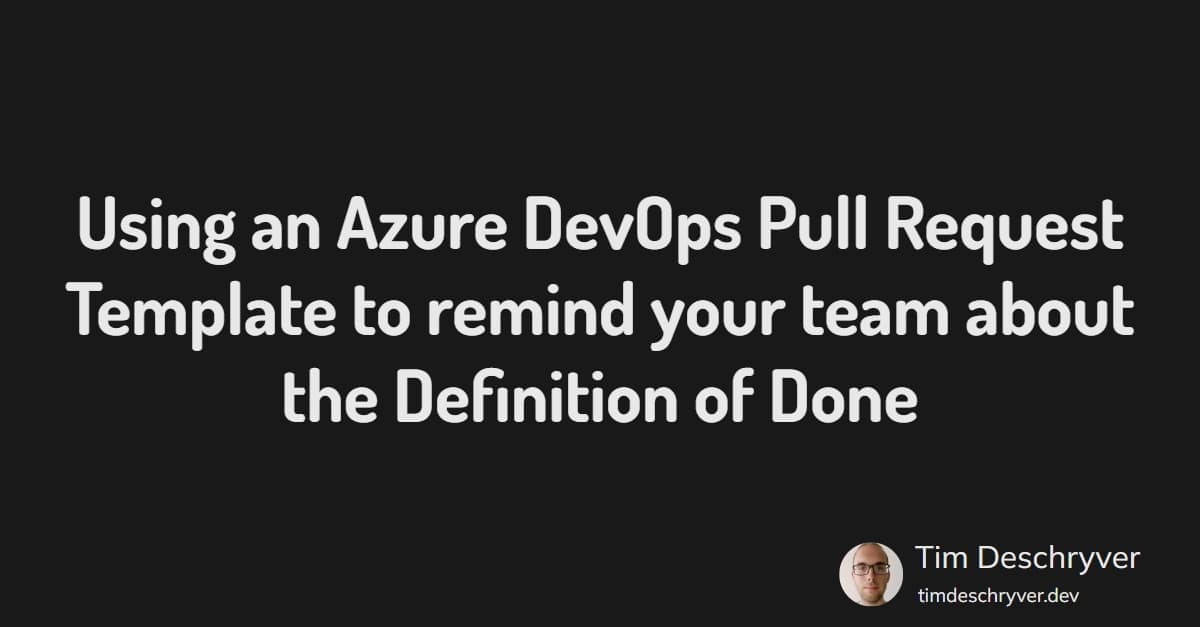 Using an Azure DevOps Pull Request
Template to remind your team about
the Definition of Done
Tim Deschryver
timdeschryver.dev